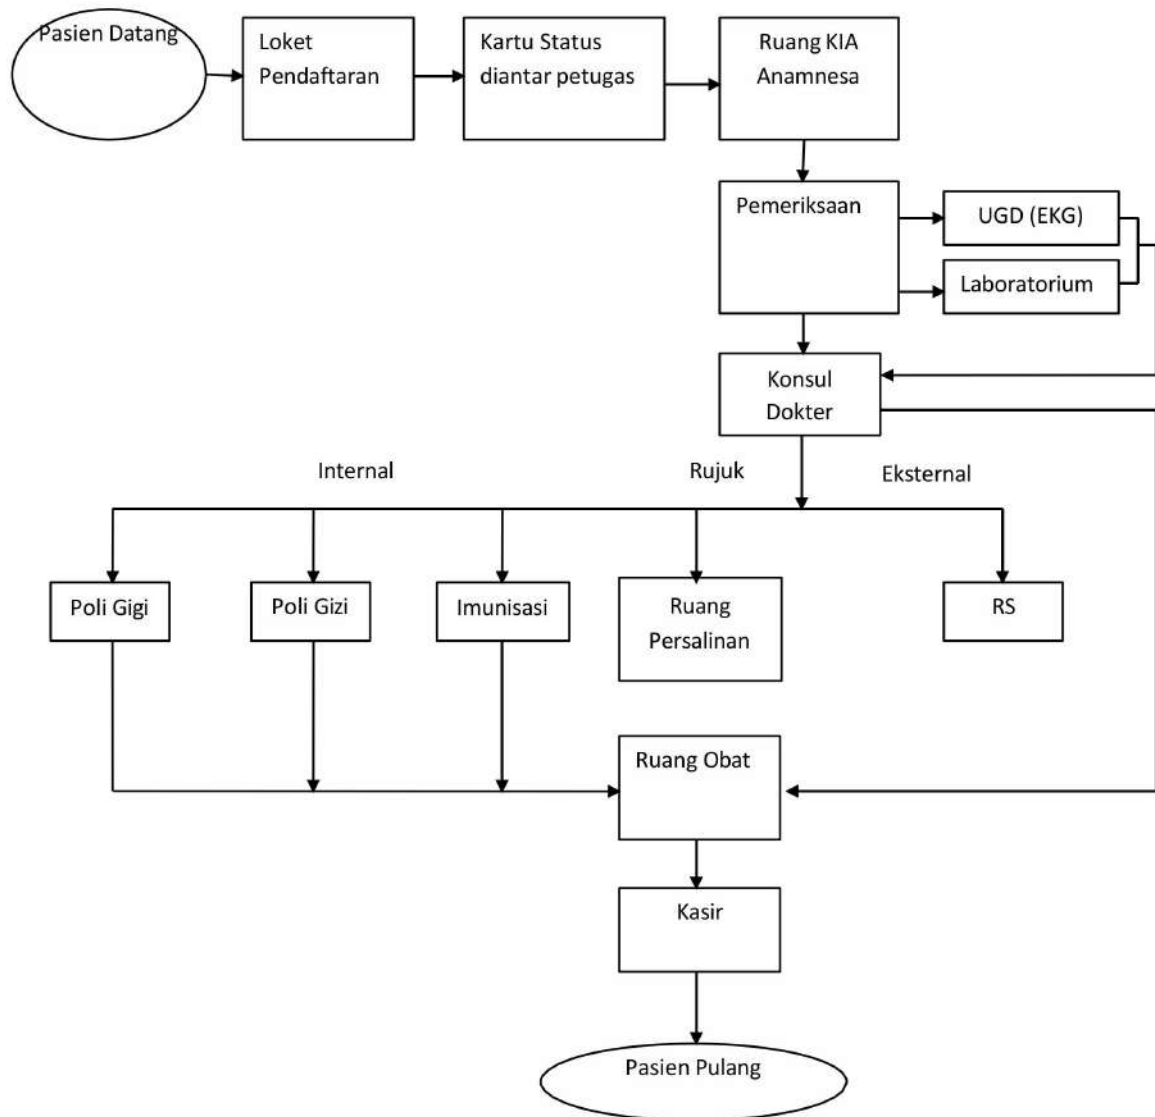 Pasien Datang
Loket
Pendaftaran
Kartu Status
diantar petugas
Ruang KIA
Anamnesa
Pemeriksaan
UGD (EKG)
Laboratorium
Konsul
Dokter
Internal
Rujuk
Eksternal
Poli Gigi
Poli Gizi
Imunisasi
Ruang
Persalinan
RS
Ruang Obat
Kasir
Pasien Pulang